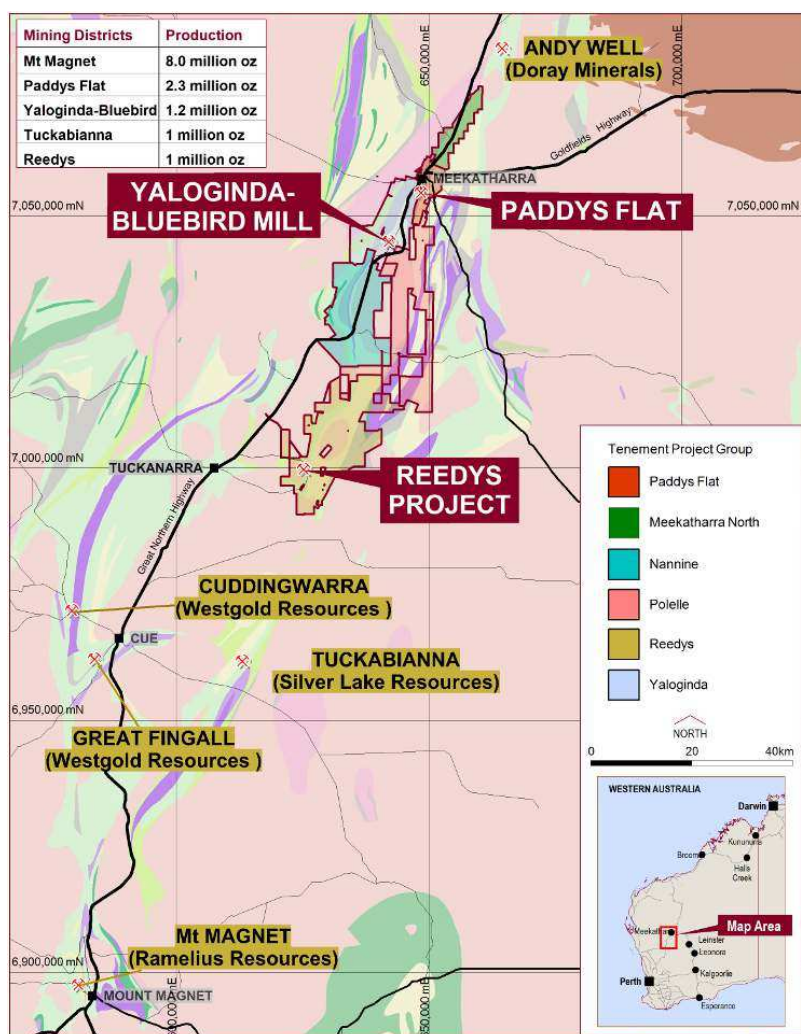 Mining Districts Production
Mt Magnet 8.0 million oz
Paddys Flat 2.3 million oz
Yaloginda-Bluebird 1.2 million oz
Tuckabianna 1 million oz
Reedys 1 million oz
650,000 mE
700,000 mE
ANDY WELL
(Doray Minerals)
Goldfields Highway
MEEKATHARRA
7,050,000 mN
7,050,000 mN
YALOGINDA-
BLUEBIRD MILL
PADDYS FLAT
7,000,000 mN
TUCKANARRA
REEDYS
PROJECT
Great Northern Highway
CUDDINGWARRA
(Westgold Resources )
CUE
TUCKABIANNA
(Silver Lake Resources)
6,950,000 mN
GREAT FINGALL
(Westgold Resources )
Mt MAGNET
(Ramelius Resources)
6,900,000 mN
MOUNT MAGNET
Tenement Project Group
Paddys Flat
Meekatharra North
Nannine
Polelle
Reedys
Yaloginda
NORTH
0 20 40km
WESTERN AUSTRALIA
Darwin
Kununurra
Broom
Halls
Creek
Meekathar
Map Area
Leinster
Leonora
Kalgoorlie
Perth
Esperance